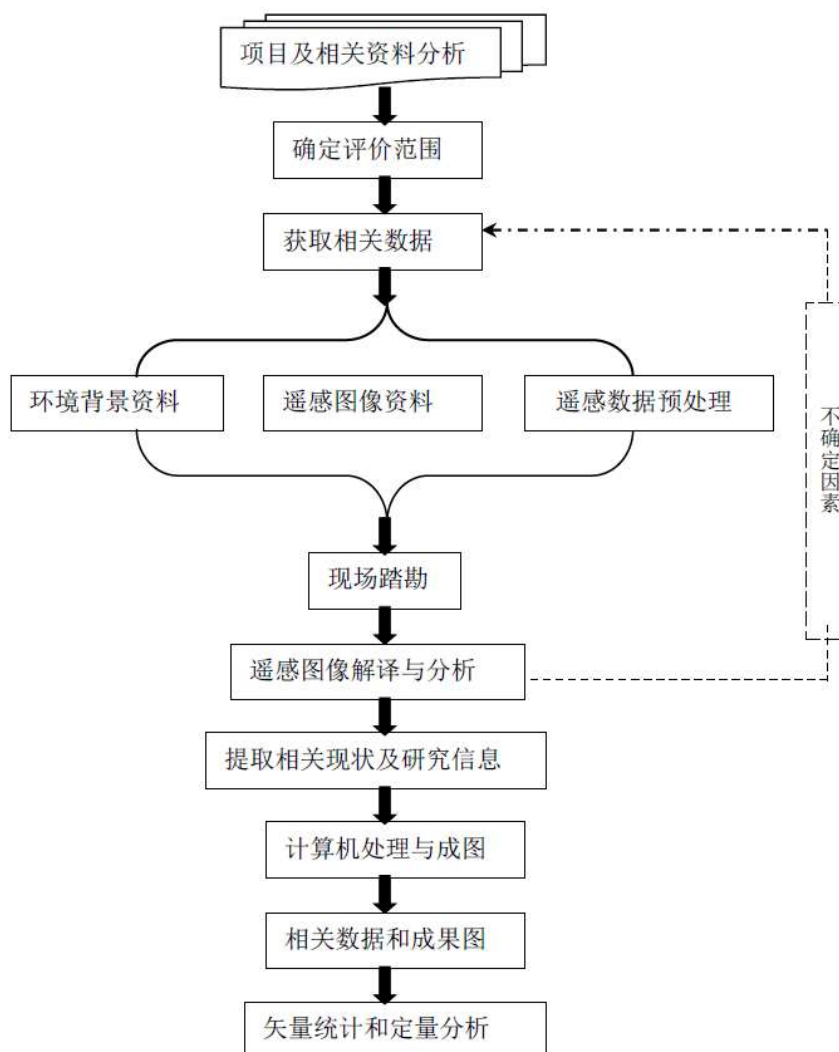 项目及相关资料分析
确定评价范围
获取相关数据
环境背景资料
遥感图像资料
遥感数据预处理
不确定因素
现场踏勘
遥感图像解译与分析
提取相关现状及研究信息
计算机处理与成图
相关数据和成果图
矢量统计和定量分析